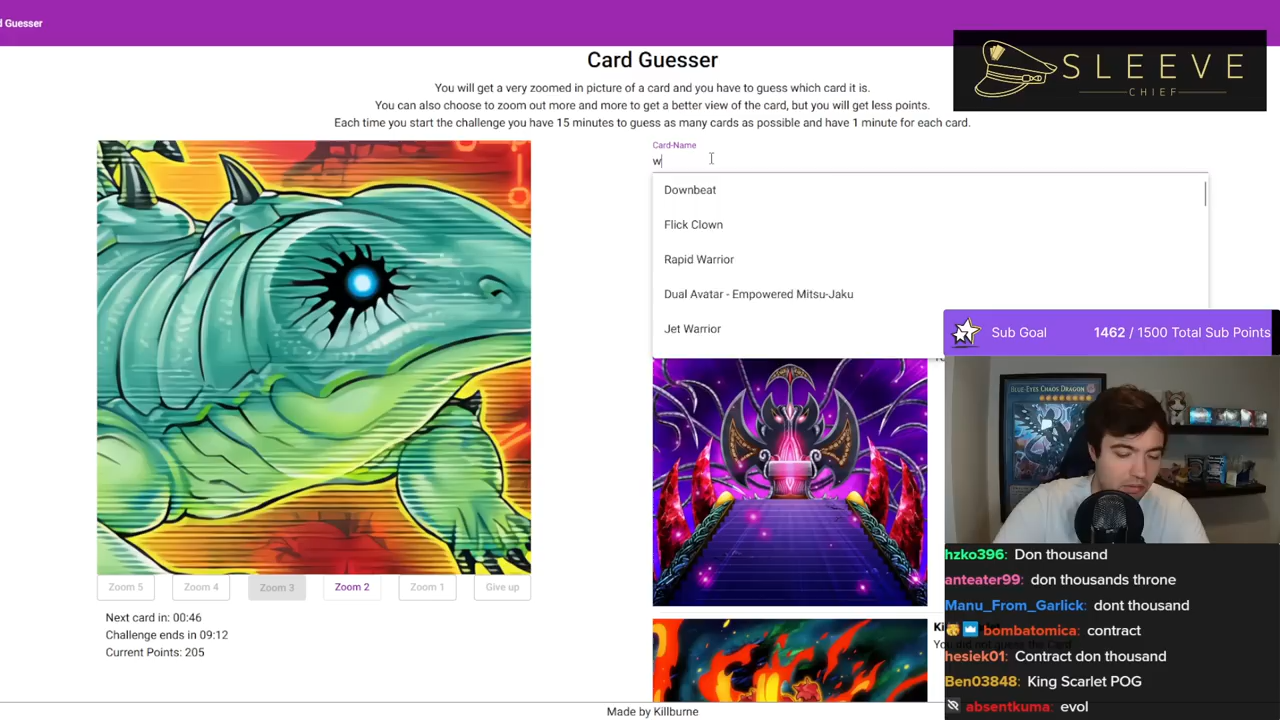 d Guesser
SLEEVE
CHIEF
Card Guesser
You will get a very zoomed in picture of a card and you have to guess which card it is.
You can also choose to zoom out more and more to get a better view of the card, but you will get less points.
Each time you start the challenge you have 15 minutes to guess as many cards as possible and have 1 minute for each card.
Card-Name
w
Downbeat
Flick Clown
Rapid Warrior
Dual Avatar - Empowered Mitsu-Jaku
Jet Warrior
Sub Goal 1462 / 1500 Total Sub Points
BLUE-EYES CHAOS DRAGON
Zoom 5 Zoom 4 Zoom 3 Zoom 2 Zoom 1 Give up
Next card in: 00:46
Challenge ends in 09:12
Current Points: 205
hzko396: Don thousand
anteater99: don thousands throne
Manu_From_Garlick: dont thousand
bombatomica: contract
hesiek01: Contract don thousand
Ben03848: King Scarlet POG
absentkuma: evol
Made by Killburne